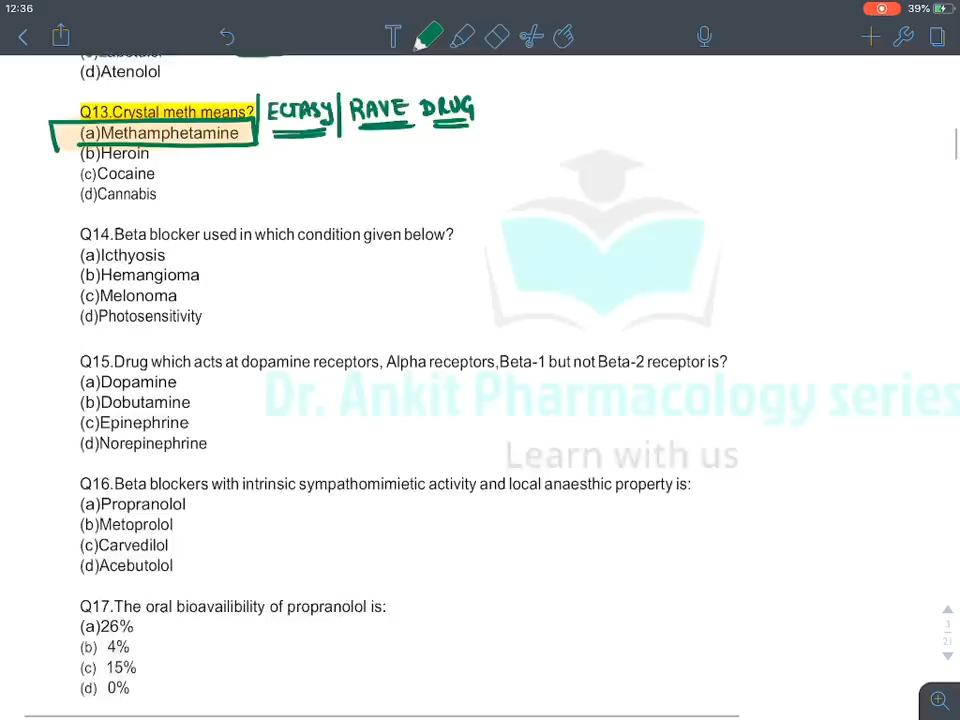 12:36
39%
T
(d)Atenolol
Q13.Crystal meth means? ECTASY RAVE DRUG
(a)Methamphetamine
(b)Heroin
(c)Cocaine
(d)Cannabis
Q14.Beta blocker used in which condition given below?
(a)Icthyosis
(b)Hemangioma
(c)Melonoma
(d)Photosensitivity
Q15.Drug which acts at dopamine receptors, Alpha receptors,Beta-1 but not Beta-2 receptor is?
(a)Dopamine
Dr. Ankit Pharmacology series
(b)Dobutamine
(c)Epinephrine
(d)Norepinephrine
Learn with us
Q16.Beta blockers with intrinsic sympathomimietic activity and local anaesthic property is:
(a)Propranolol
(b)Metoprolol
(c)Carvedilol
(d)Acebutolol
Q17.The oral bioavailibility of propranolol is:
(a)26%
(b) 4%
(c) 15%
(d) 0%
3
21